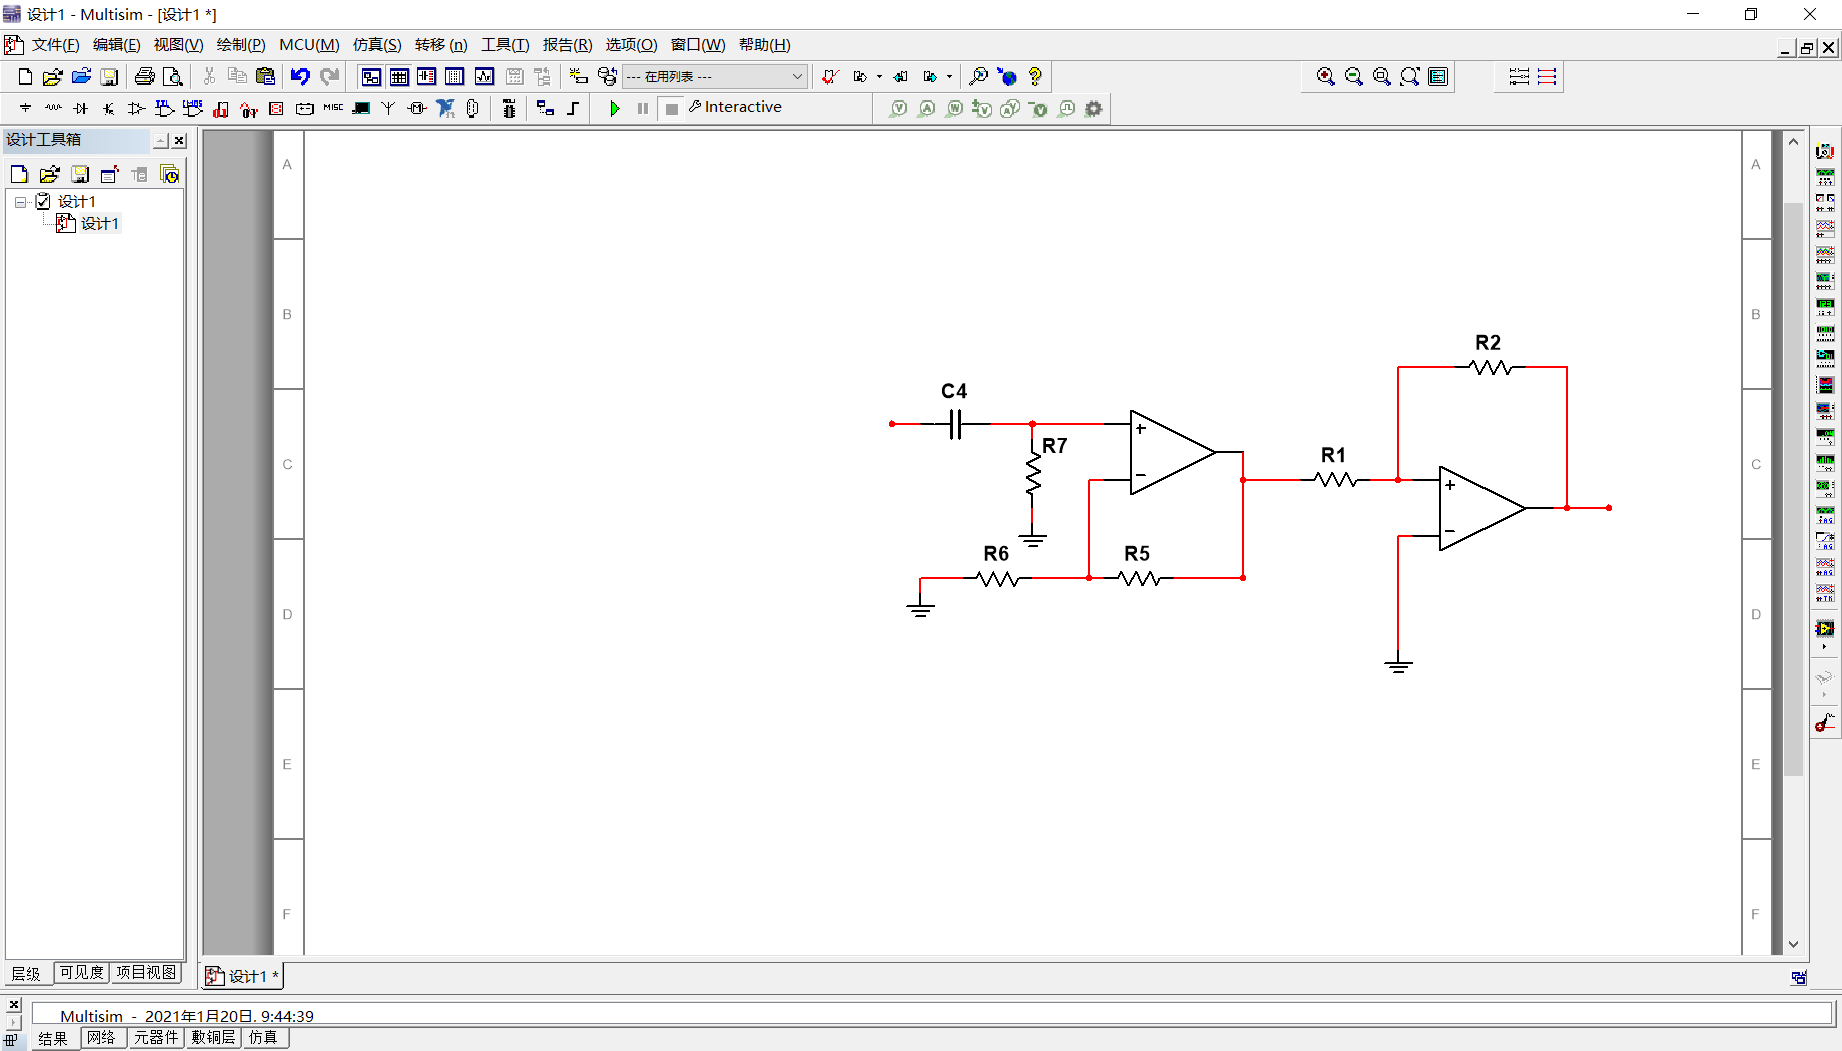 设计1 - Multisim - [设计1 *]
文件(F) 编辑(E) 视图(V) 绘制(P) MCU(M) 仿真(S) 转移 (n) 工具(T) 报告(R) 选项(O) 窗口(W) 帮助(H)
--- 在用列表 ---
MISC
Interactive
设计工具箱
设计1
设计1
A A
B B
C C
D D
E E
F F
R2
C4
R7
R1
R6 R5
+ + - -
层级 可见度 项目视图
设计1 *
Multisim - 2021年1月20日, 9:44:39
结果 网络 元器件 敷铜层 仿真